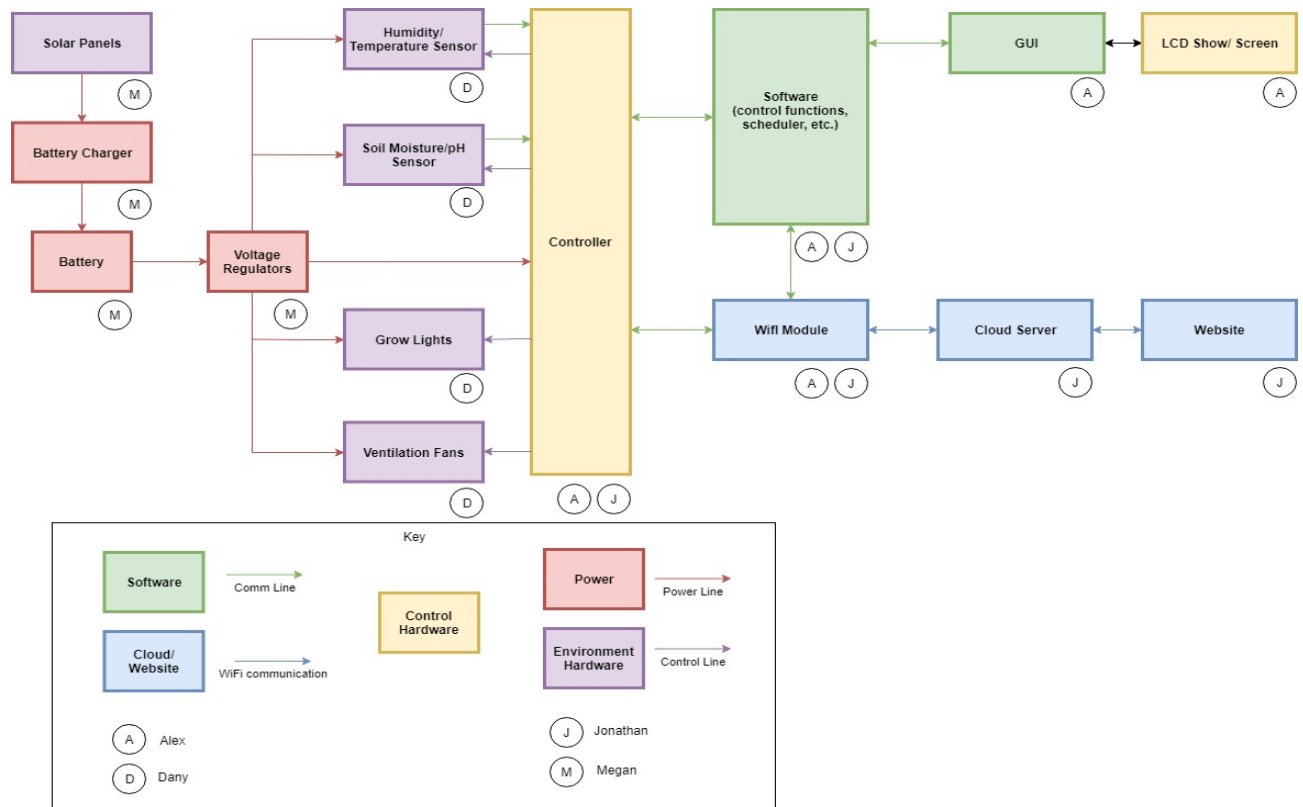 Solar Panels
M
Battery Charger
M
Battery
M
Voltage
Regulators
M
Humidity/
Temperature Sensor
D
Soil Moisture/pH
Sensor
D
Grow Lights
D
Ventilation Fans
D
Controller
A J
Software
(control functions,
scheduler, etc.)
A J
GUI
A
LCD Show/ Screen
A
WifI Module
A J
Cloud Server
J
Website
J
Key
Software
Comm Line
Cloud/
Website
WiFi communication
Control
Hardware
Power
Power Line
Environment
Hardware
Control Line
A Alex
D Dany
J Jonathan
M Megan